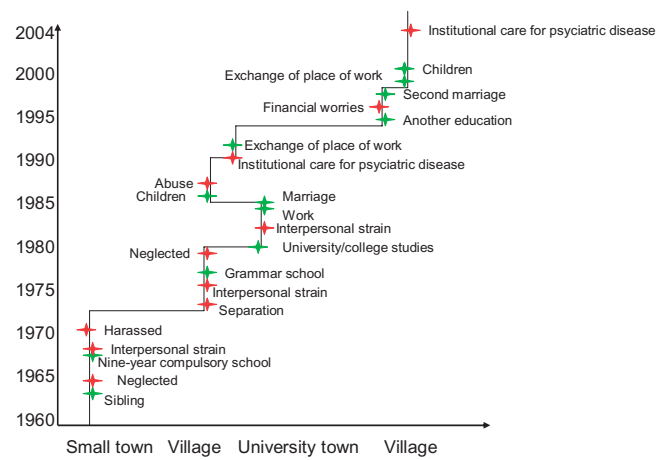 2004
Institutional care for psychiatric disease
2000
Exchange of place of work
Children
Second marriage
1995
Financial worries
Another education
1990
Exchange of place of work
Institutional care for psychiatric disease
1985
Abuse
Children
Marriage
Work
Interpersonal strain
1980
Neglected
University/college studies
1975
Grammar school
Interpersonal strain
Separation
1970
Harassed
Interpersonal strain
Nine-year compulsory school
1965
Neglected
Sibling
1960
Small town Village University town Village